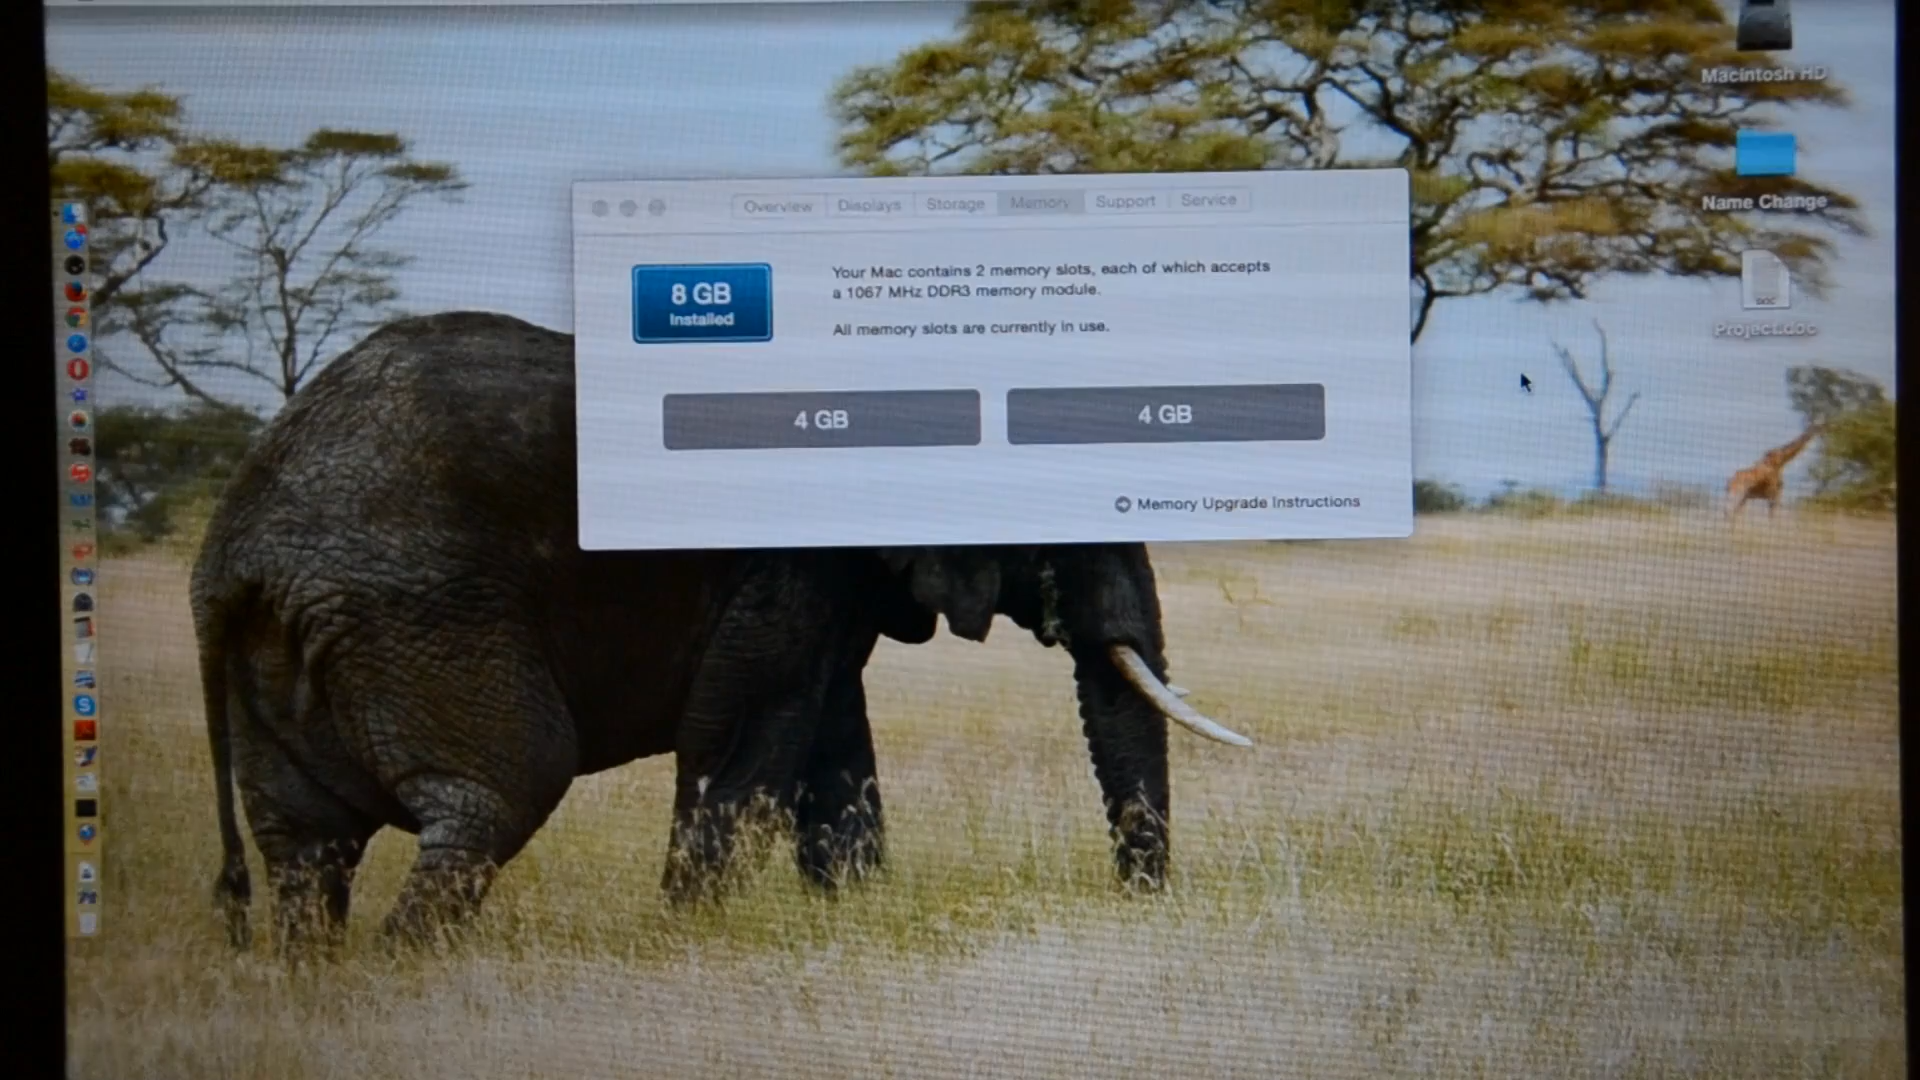 Macintosh HD
Name Change
DOC
Project.doc
Overview Displays Storage Memory Support Service
8 GB
Installed
Your Mac contains 2 memory slots, each of which accepts
a 1067 MHz DDR3 memory module.
All memory slots are currently in use.
4 GB
4 GB
Memory Upgrade Instructions